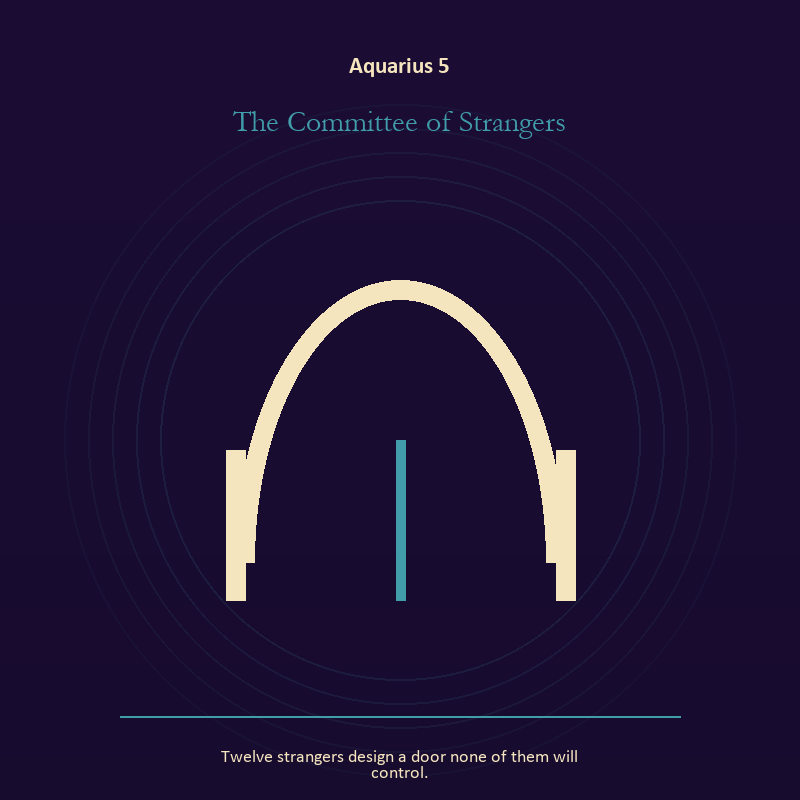 Aquarius 5
The Committee of Strangers
Twelve strangers design a door none of them will
control.